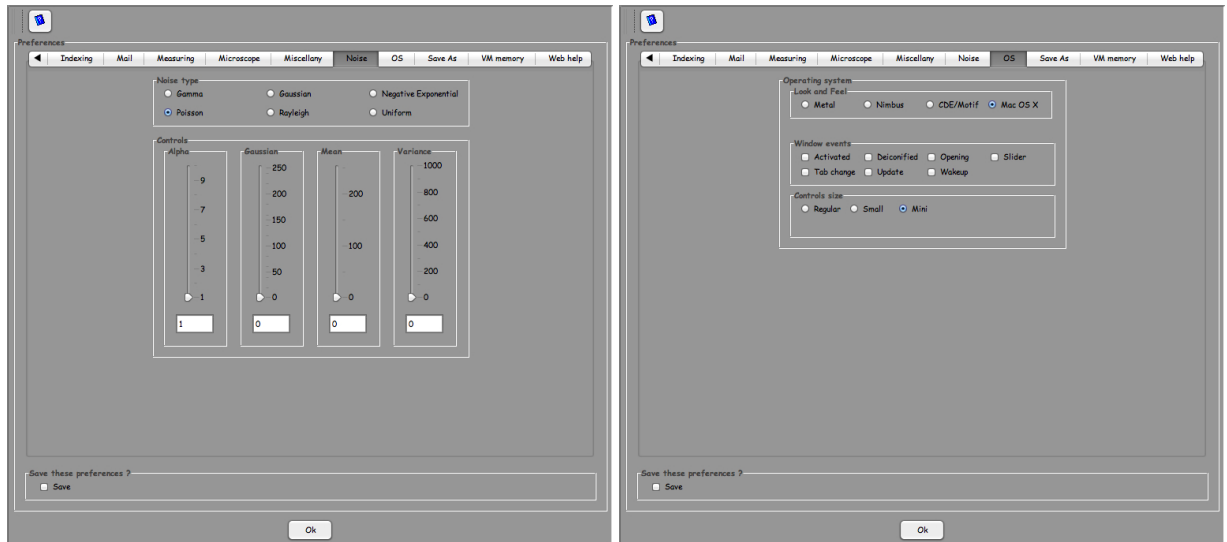 Preferences
Indexing Mail Measuring Microscope Miscellany Noise OS Save As VM memory Web help
Noise type
Gamma Gaussian Negative Exponential
Poisson Rayleigh Uniform
Controls
Alpha Gaussian Mean Variance
9
7
5
3
1
250
200
150
100
50
0
200
100
0
1000
800
600
400
200
0
1 0 0 0
Save these preferences ?
Save
Ok
Preferences
Indexing Mail Measuring Microscope Miscellany Noise OS Save As VM memory Web help
Operating system
Look and Feel
Metal Nimbus CDE/Motif Mac OS X
Window events
Activated Deiconified Opening Slider
Tab change Update Wakeup
Controls size
Regular Small Mini
Save these preferences ?
Save
Ok